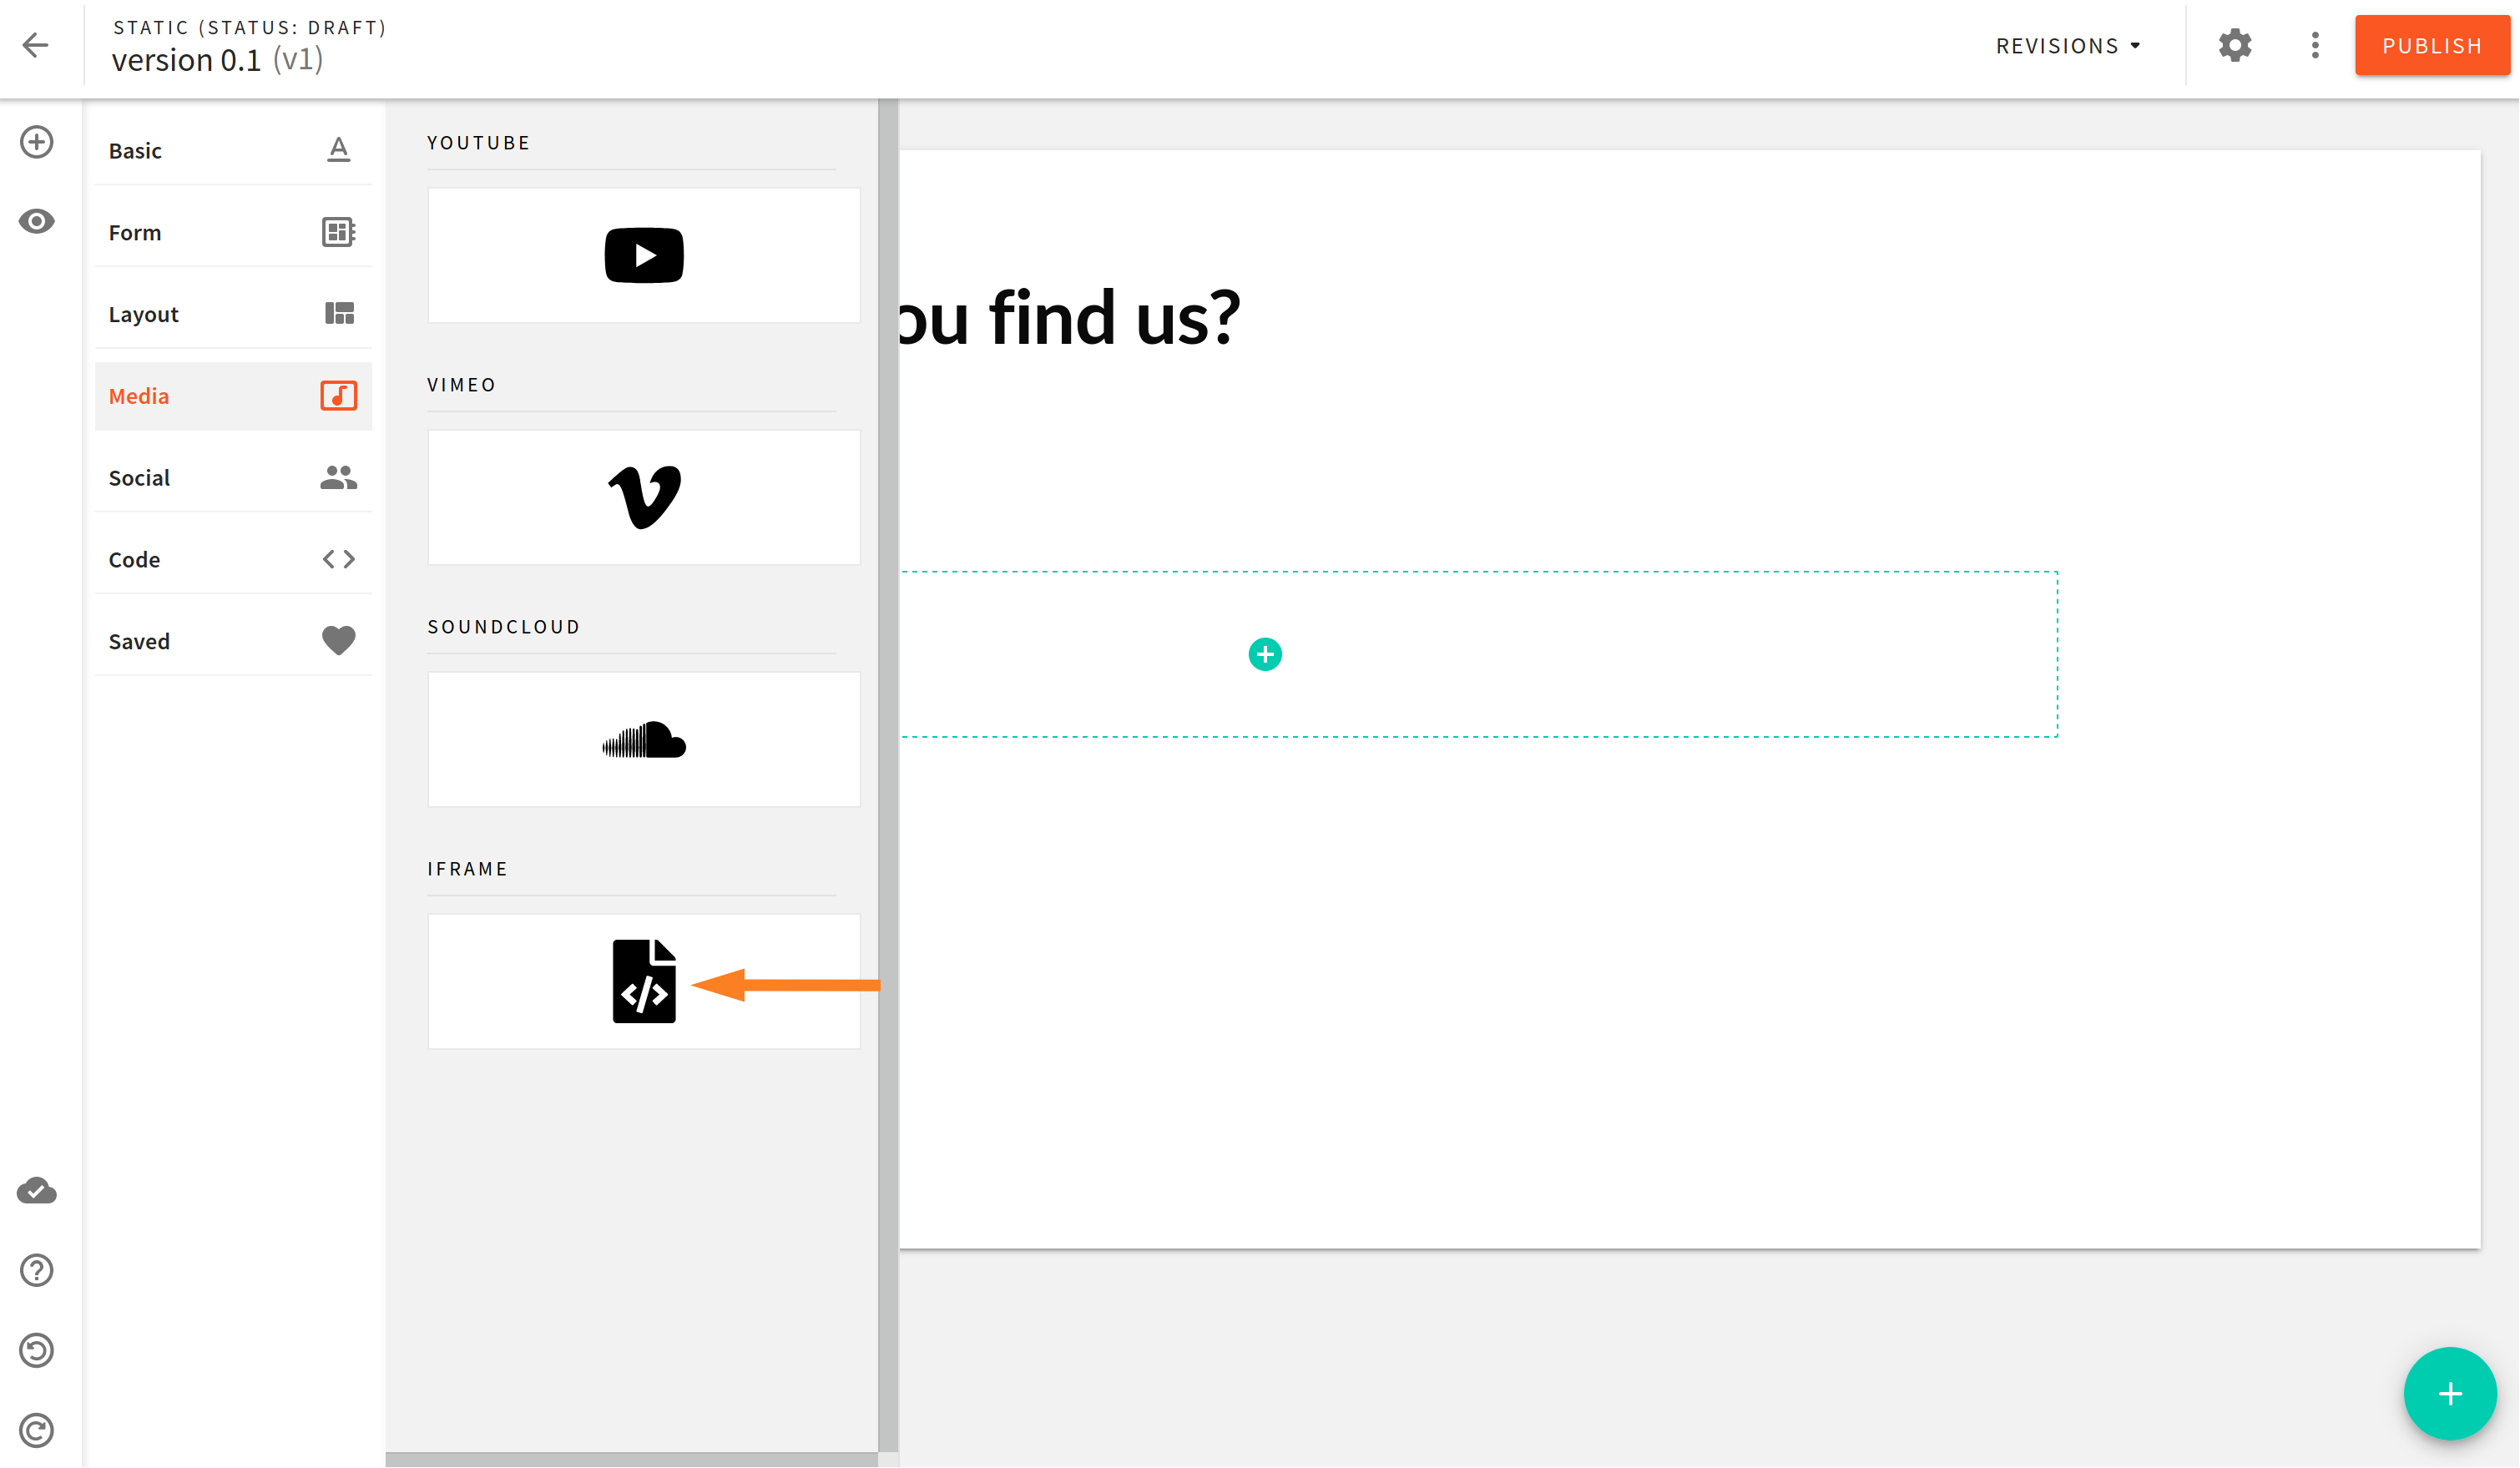 STATIC (STATUS: DRAFT)
version 0.1 (v1)
REVISIONS
PUBLISH
Basic
Form
Layout
Media
Social
Code
Saved
YOUTUBE
VIMEO
SOUNDCLOUD
IFRAME
ou find us?